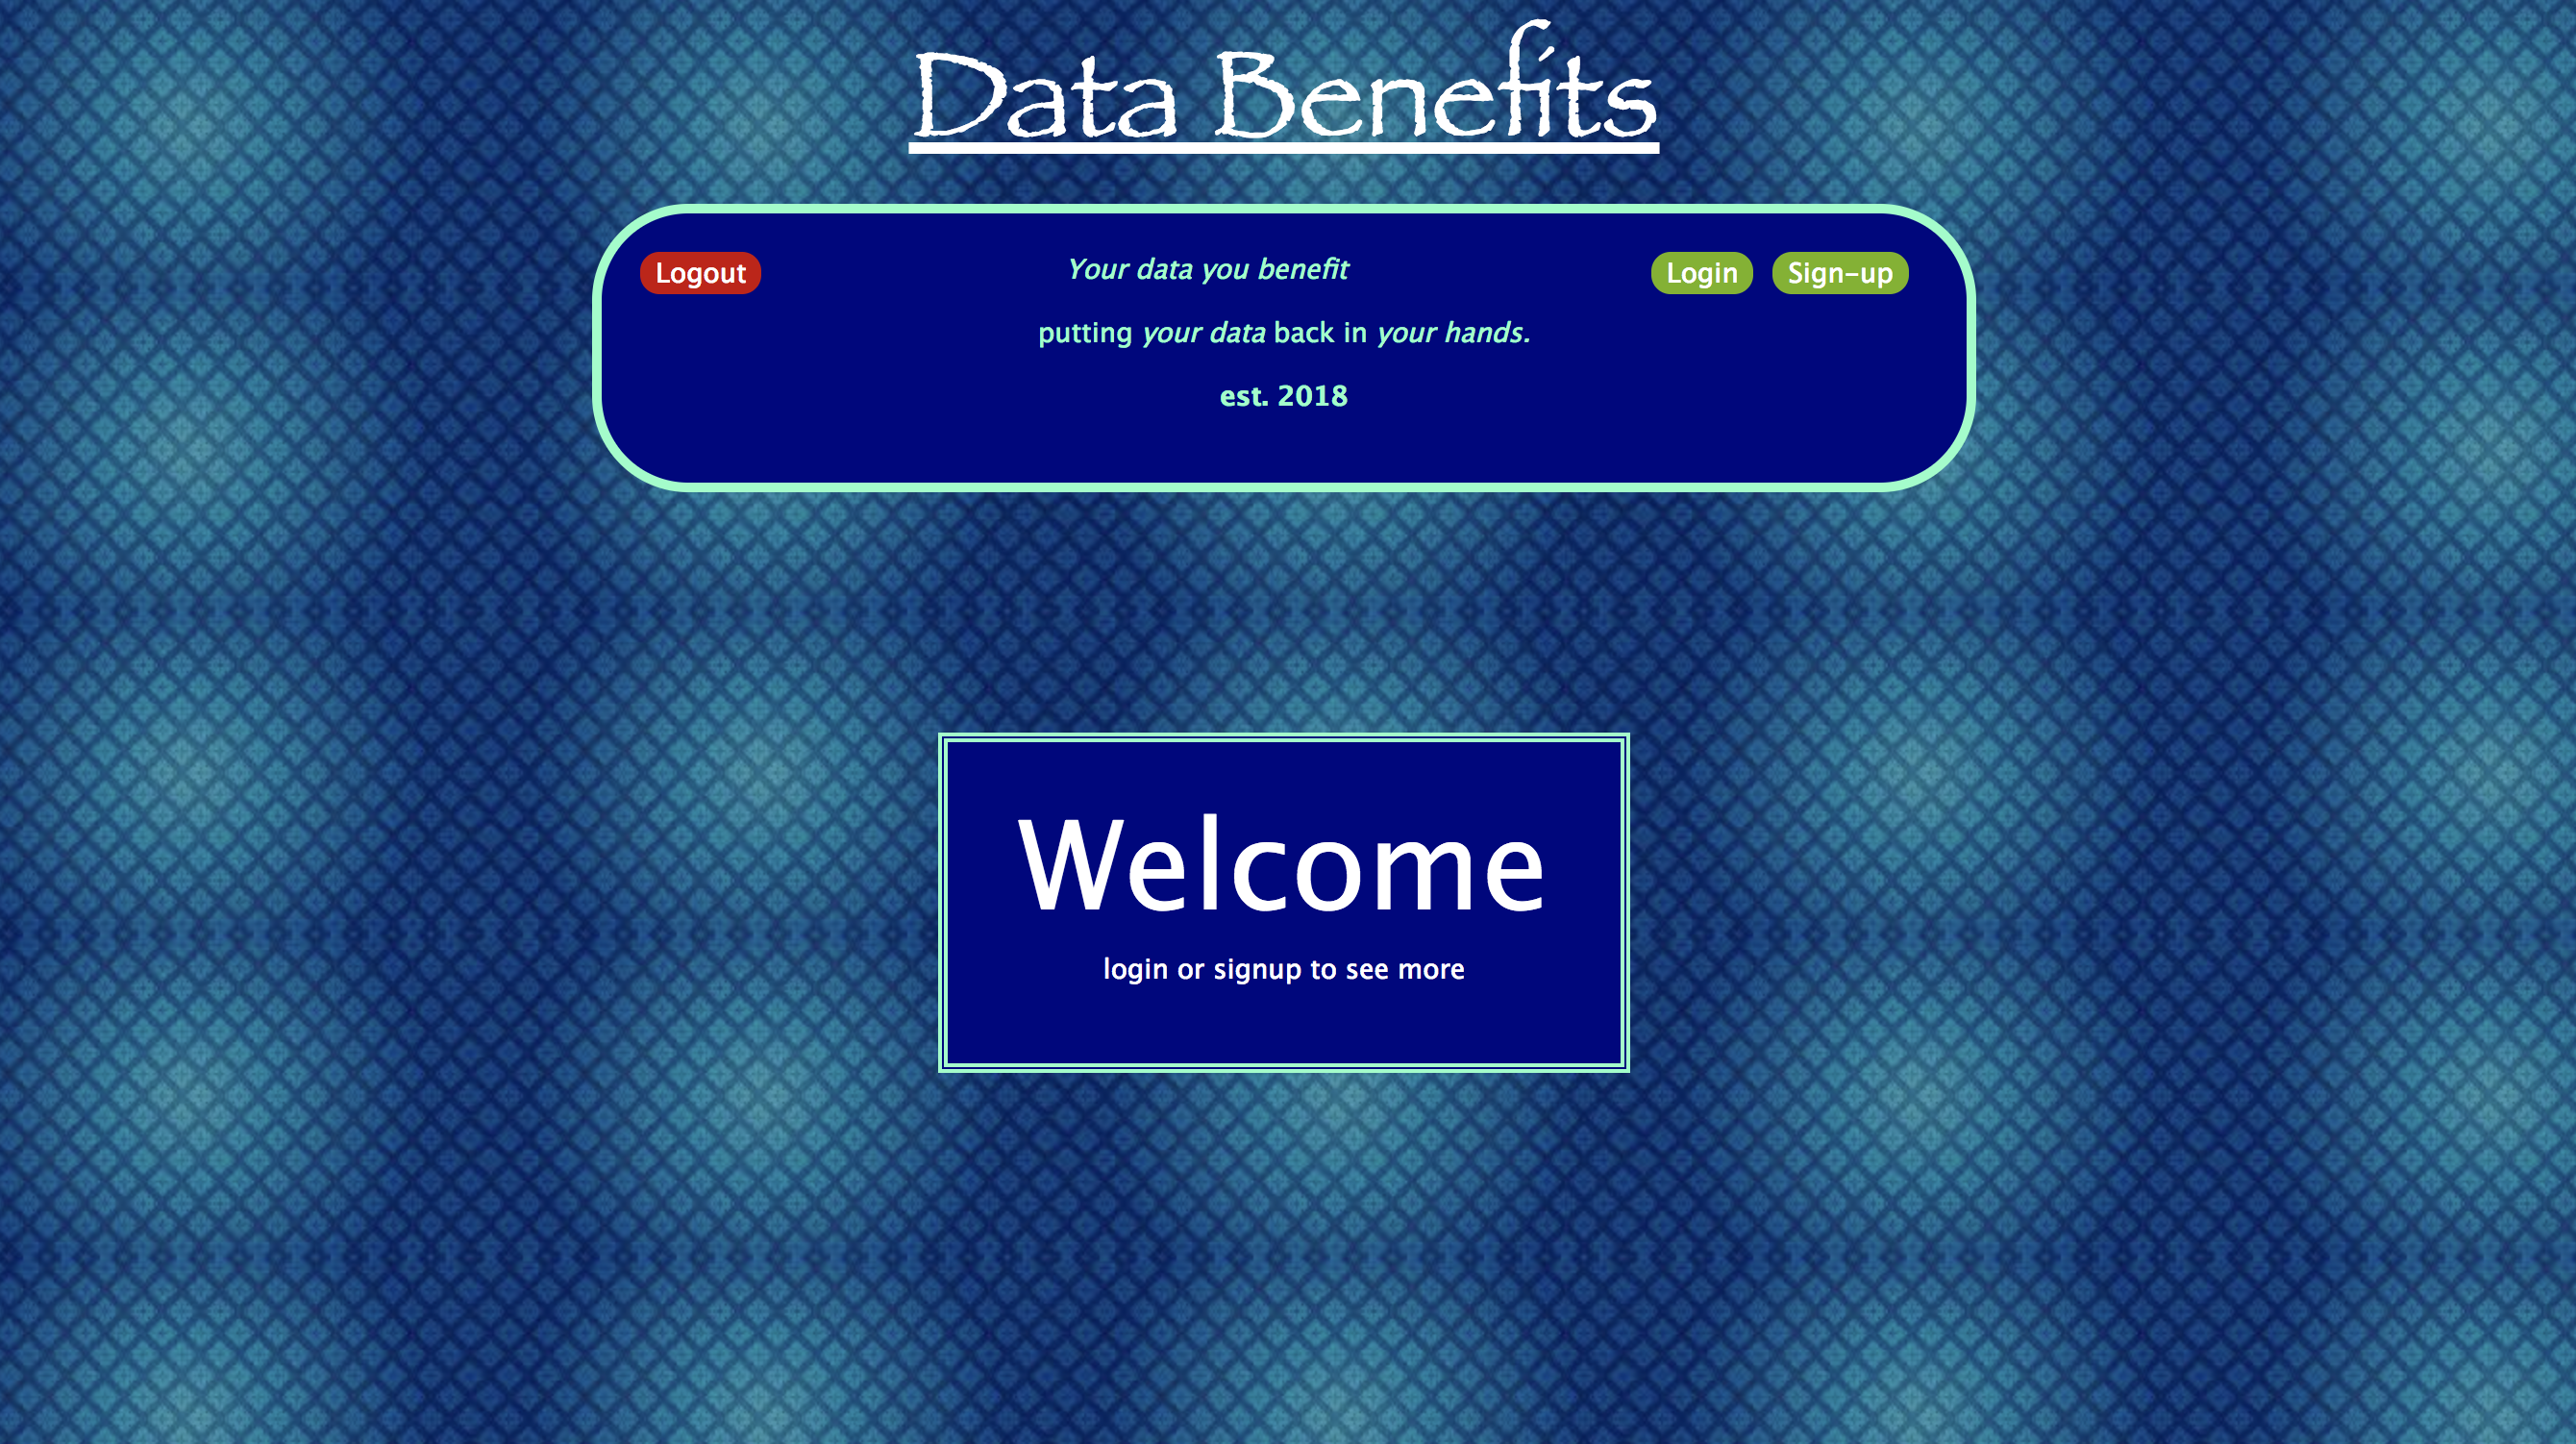 Data Benefits
Logout
Your data you benefit
Login
Sign-up
putting your data back in your hands.
est. 2018
Welcome
login or signup to see more